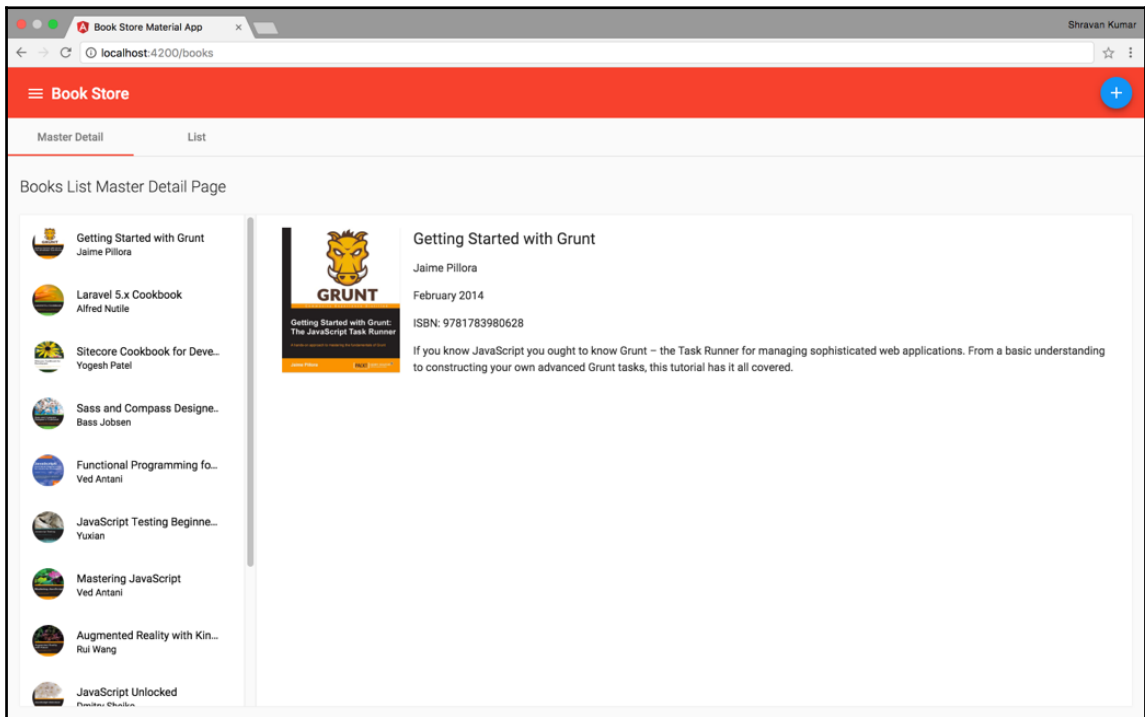 Book Store Material App
Shravan Kumar
localhost:4200/books
Book Store
Master Detail
List
Books List Master Detail Page
Getting Started with Grunt
Jaime Pillora
Laravel 5.x Cookbook
Alfred Nutile
Sitecore Cookbook for Deve...
Yogesh Patel
Sass and Compass Designe..
Bass Jobsen
Functional Programming fo...
Ved Antani
JavaScript Testing Beginne...
Yuxian
Mastering JavaScript
Ved Antani
Augmented Reality with Kin...
Rui Wang
JavaScript Unlocked
Dmitry Sheiko
GRUNT
Getting Started with Grunt:
The JavaScript Task Runner
Jaime Pillora
Getting Started with Grunt
Jaime Pillora
February 2014
ISBN: 9781783980628
If you know JavaScript you ought to know Grunt – the Task Runner for managing sophisticated web applications. From a basic understanding
to constructing your own advanced Grunt tasks, this tutorial has it all covered.